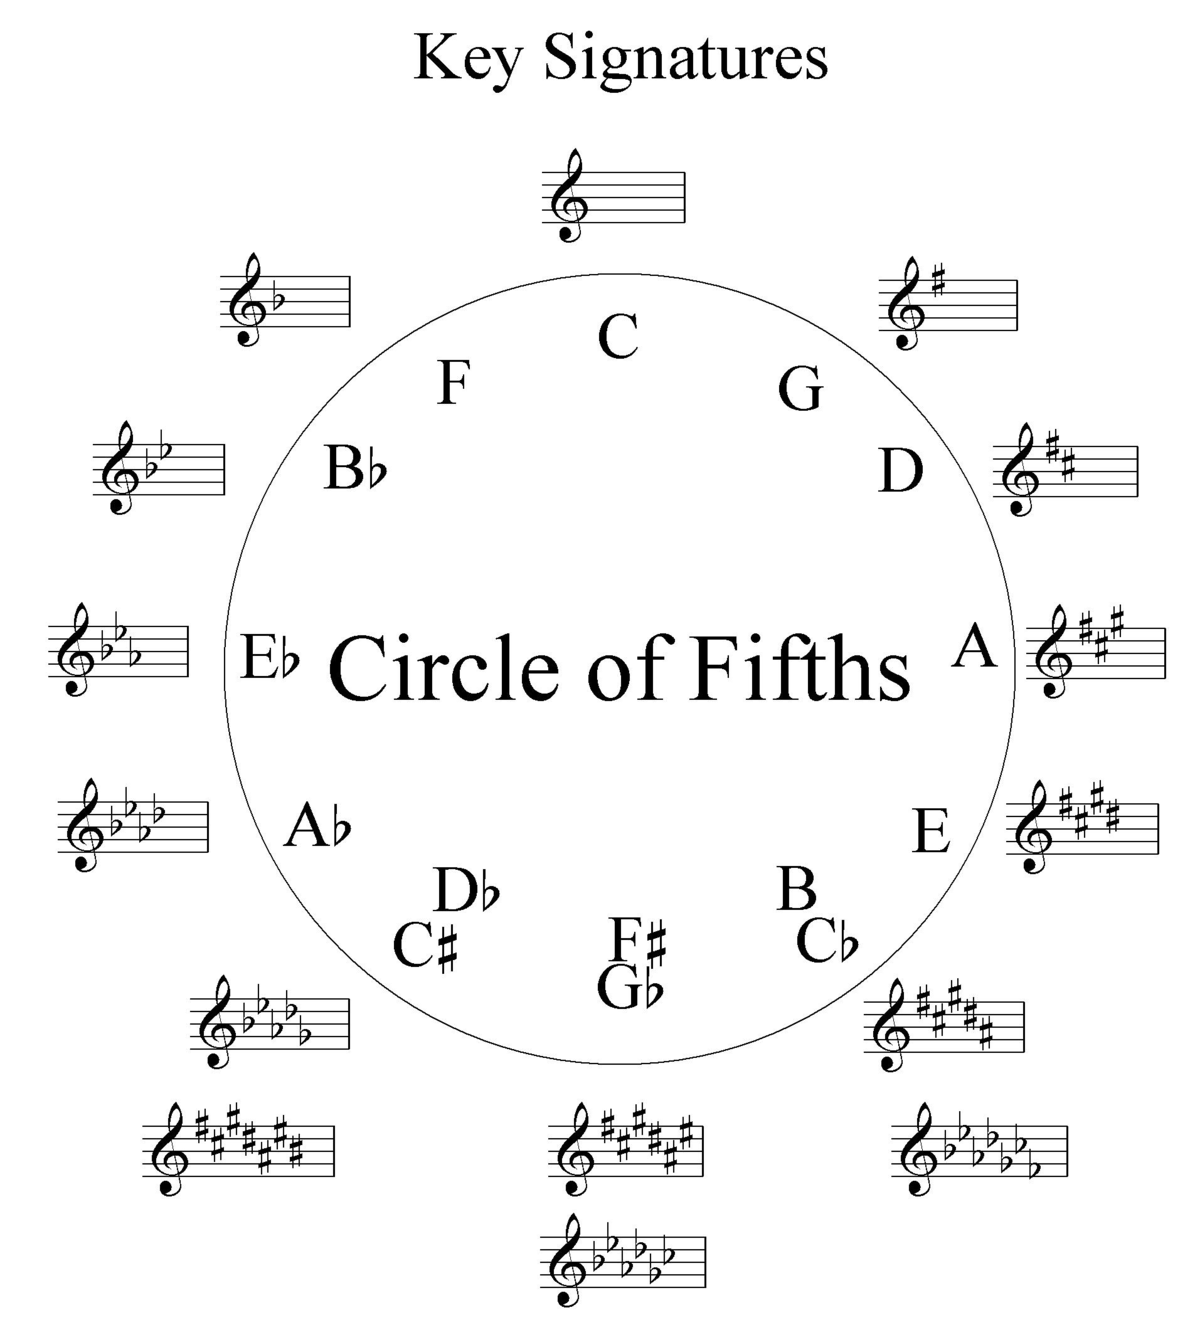 Key Signatures
C
F
G
B♭
D
E♭
Circle of Fifths
A
A♭
E
D♭
B
C♯
F♯
C♭
G♭